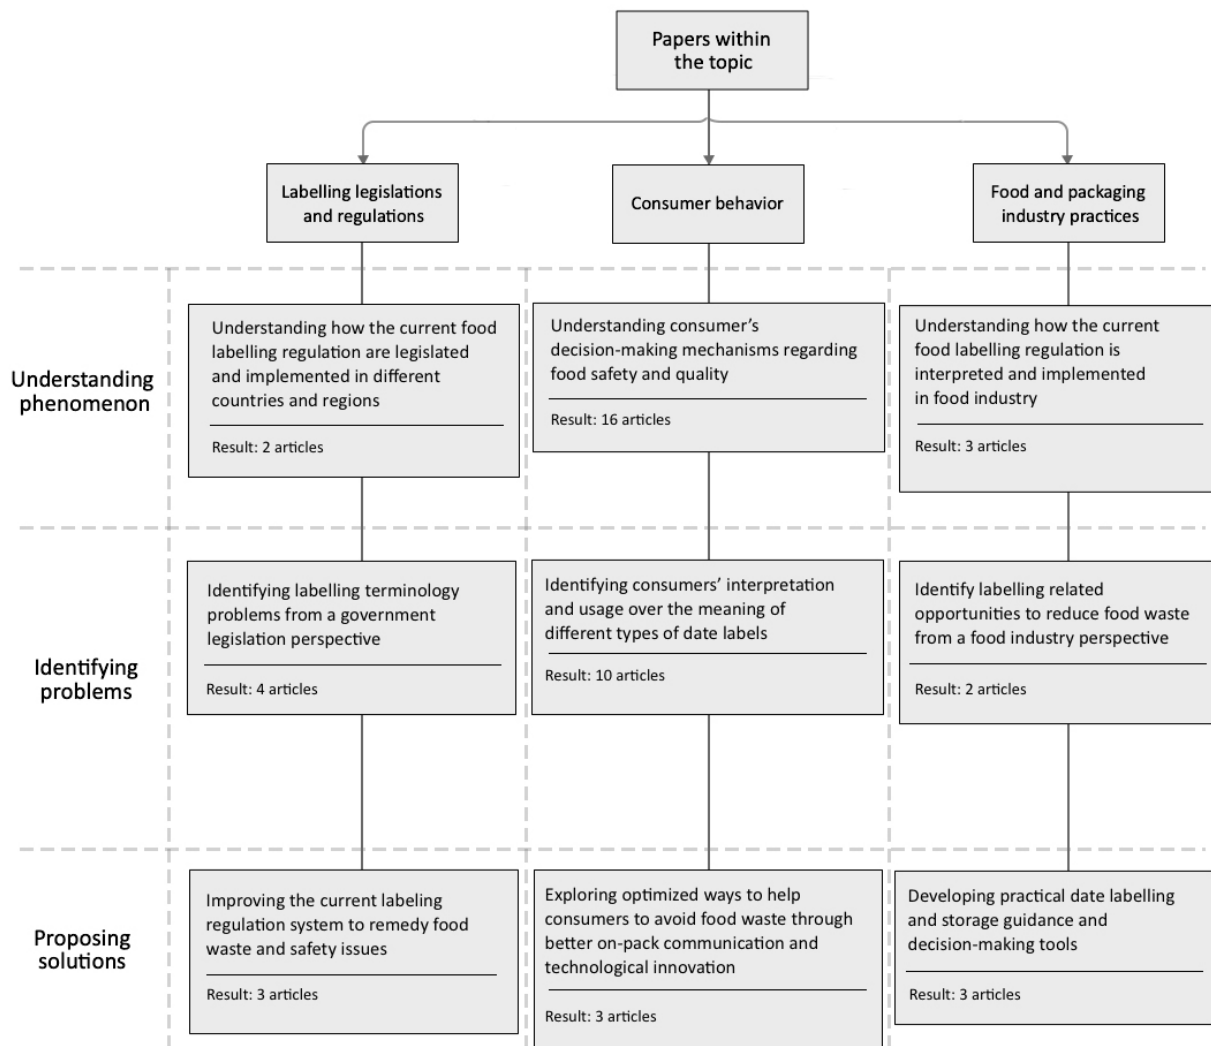 Papers within
the topic
Labelling legislations
and regulations
Consumer behavior
Food and packaging
industry practices
Understanding
phenomenon
Understanding how the current food
labelling regulation are legislated
and implemented in different
countries and regions
Result: 2 articles
Understanding consumer’s
decision-making mechanisms regarding
food safety and quality
Result: 16 articles
Understanding how the current
food labelling regulation is
interpreted and implemented
in food industry
Result: 3 articles
Identifying
problems
Identifying labelling terminology
problems from a government
legislation perspective
Result: 4 articles
Identifying consumers’ interpretation
and usage over the meaning of
different types of date labels
Result: 10 articles
Identify labelling related
opportunities to reduce food waste
from a food industry perspective
Result: 2 articles
Proposing
solutions
Improving the current labeling
regulation system to remedy food
waste and safety issues
Result: 3 articles
Exploring optimized ways to help
consumers to avoid food waste through
better on-pack communication and
technological innovation
Result: 3 articles
Developing practical date labelling
and storage guidance and
decision-making tools
Result: 3 articles